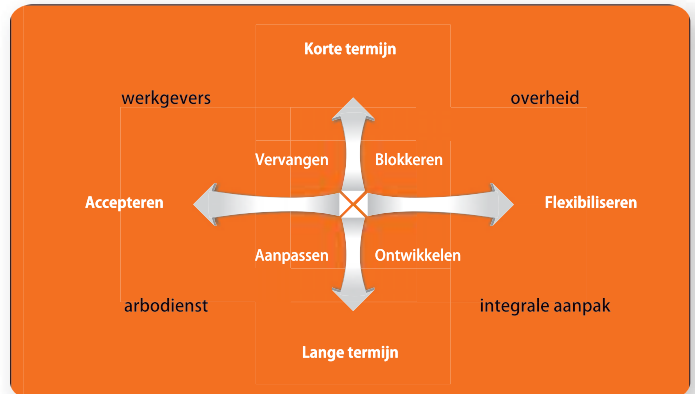 Korte termijn
werkgevers
overheid
Vervangen
Blokkeren
Accepteren
Flexibiliseren
Aanpassen
Ontwikkelen
arbodienst
integrale aanpak
Lange termijn